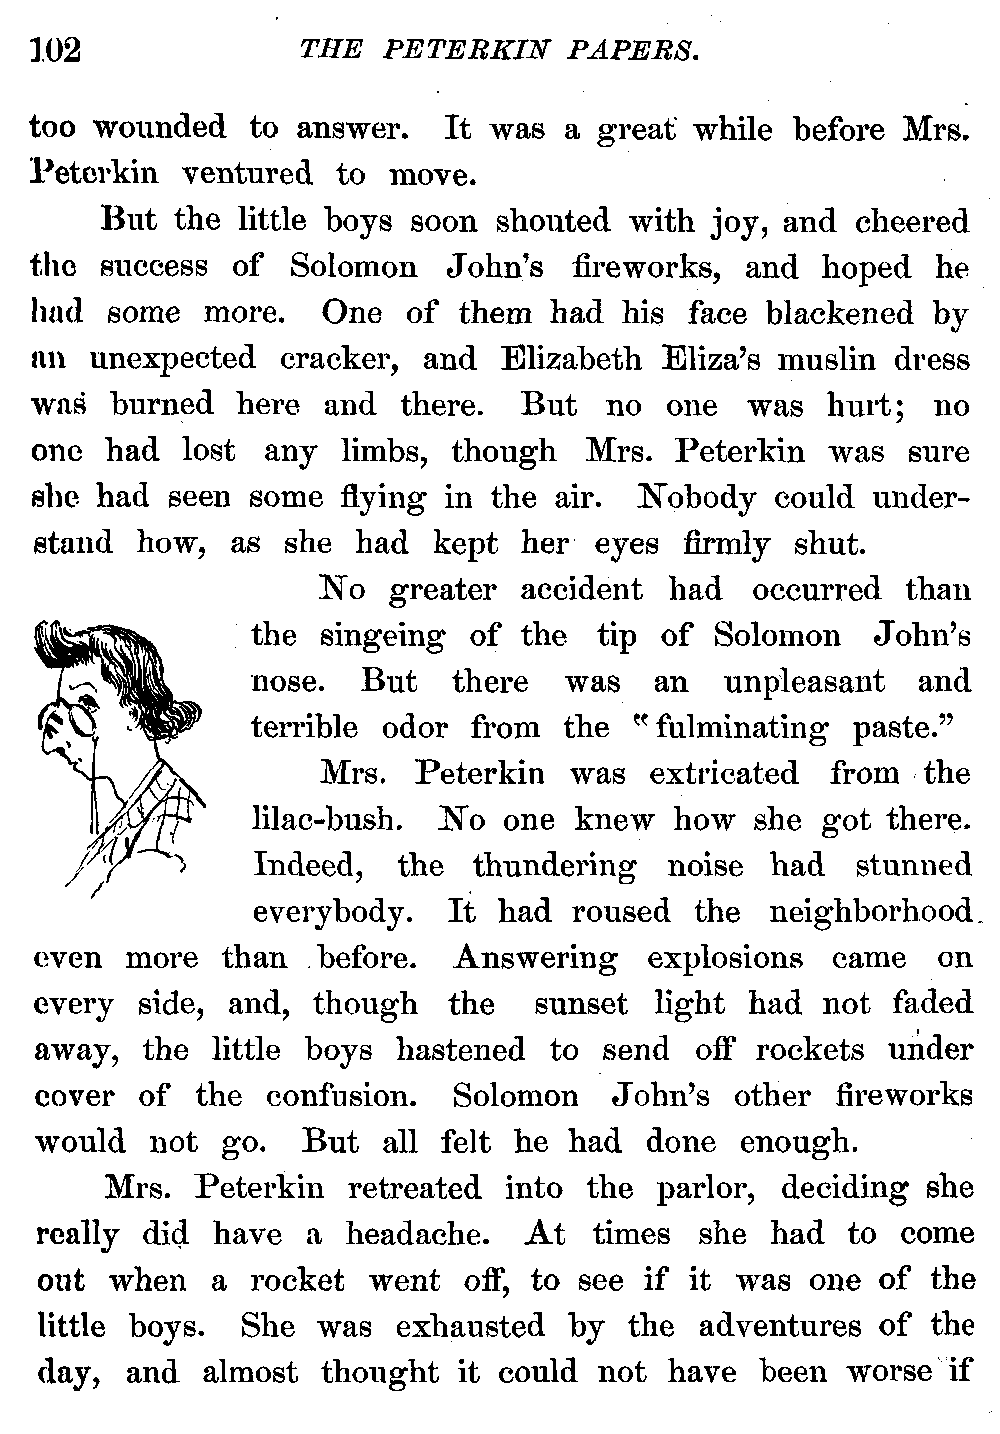 102 THE PETERKIN PAPERS.
too wounded to answer. It was a great while before Mrs.
Peterkin ventured to move.
But the little boys soon shouted with joy, and cheered
the success of Solomon John's fireworks, and hoped he
had some more. One of them had his face blackened by
an unexpected cracker, and Elizabeth Eliza's muslin dress
was burned here and there. But no one was hurt; no
one had lost any limbs, though Mrs. Peterkin was sure
she had seen some flying in the air. Nobody could under-
stand how, as she had kept her eyes firmly shut.
No greater accident had occurred than
the singeing of the tip of Solomon John's
nose. But there was an unpleasant and
terrible odor from the "fulminating paste."
Mrs. Peterkin was extricated from the
lilac-bush. No one knew how she got there.
Indeed, the thundering noise had stunned
everybody. It had roused the neighborhood
even more than before. Answering explosions came on
every side, and, though the sunset light had not faded
away, the little boys hastened to send off rockets under
cover of the confusion. Solomon John's other fireworks
would not go. But all felt he had done enough.
Mrs. Peterkin retreated into the parlor, deciding she
really did have a headache. At times she had to come
out when a rocket went off, to see if it was one of the
little boys. She was exhausted by the adventures of the
day, and almost thought it could not have been worse if